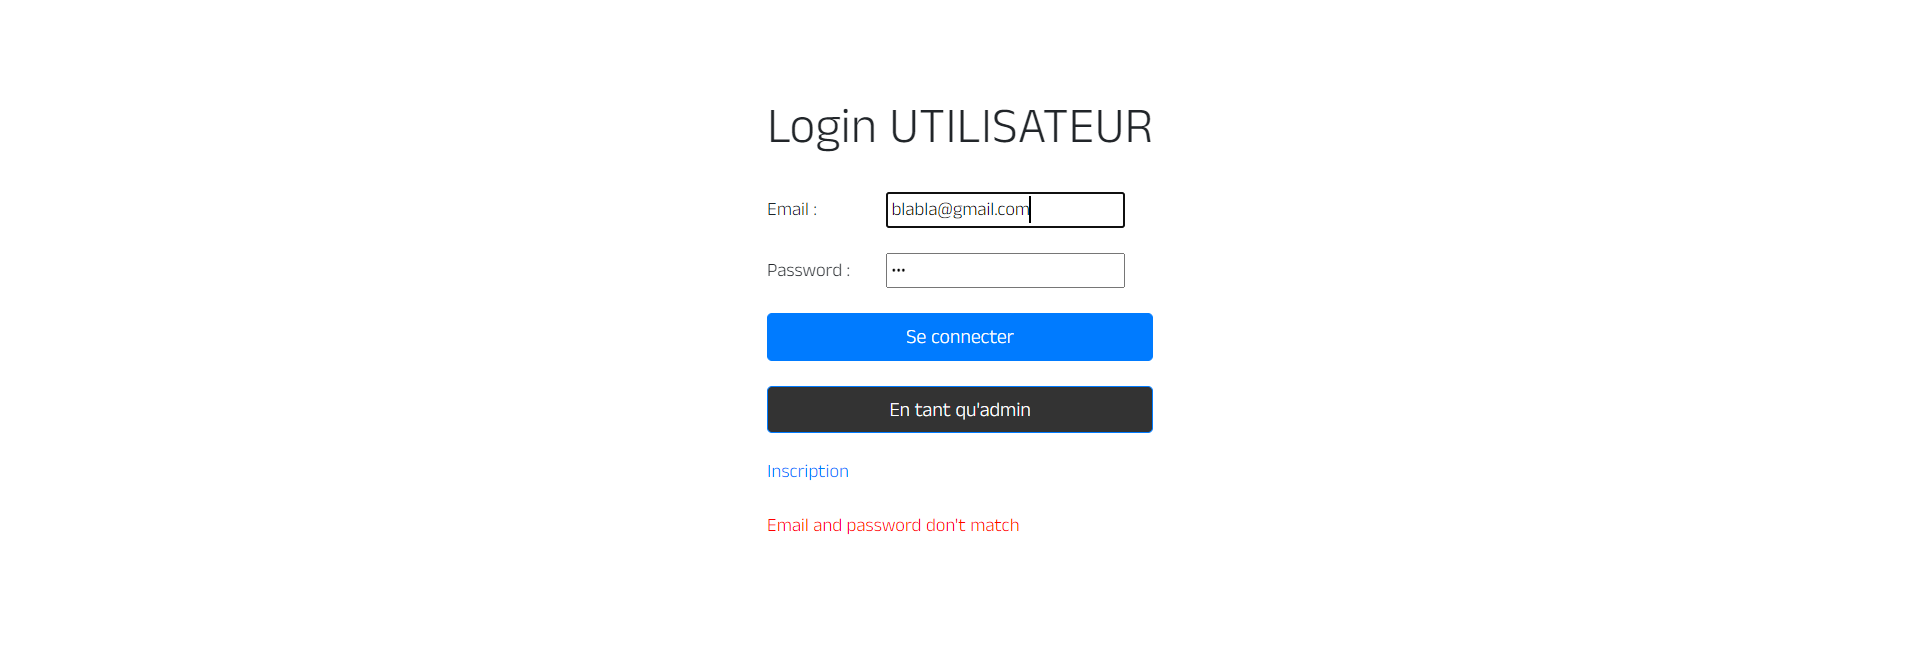 Login UTILISATEUR
Email : blabla@gmail.com
Password : •••
Se connecter
En tant qu'admin
Inscription
Email and password don't match